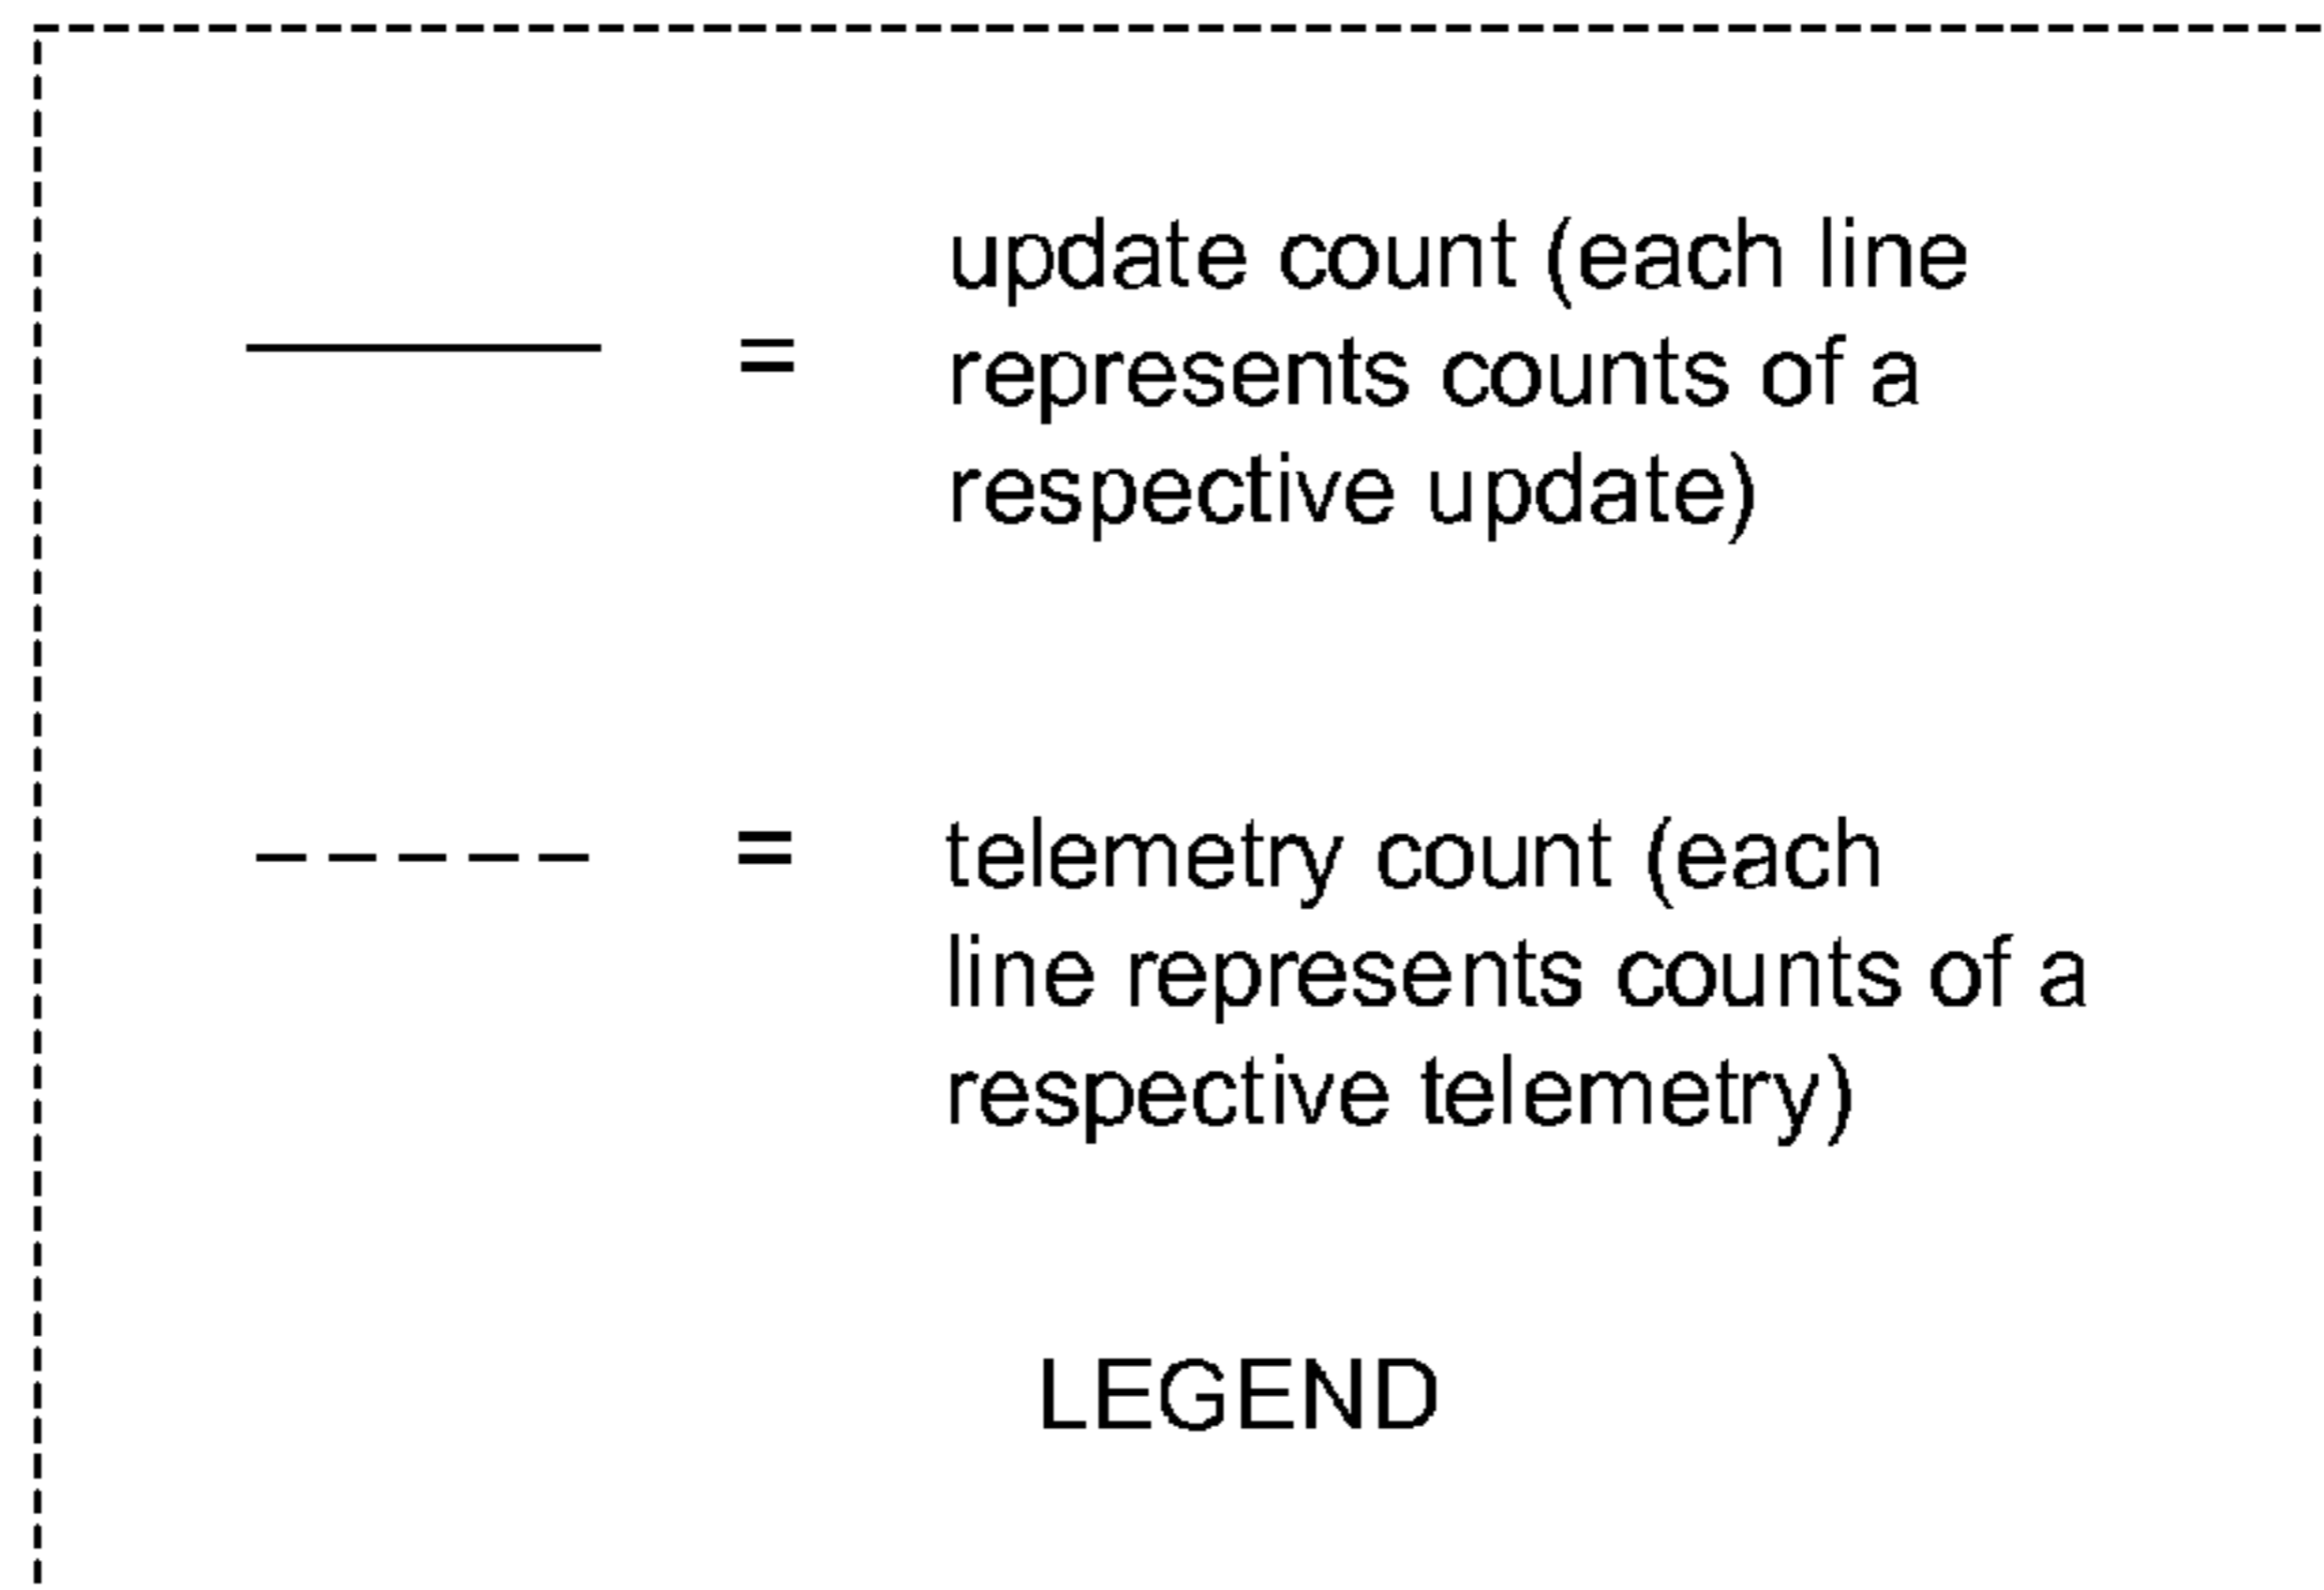 = update count (each line
represents counts of a
respective update)
= telemetry count (each
line represents counts of a
respective telemetry)
LEGEND